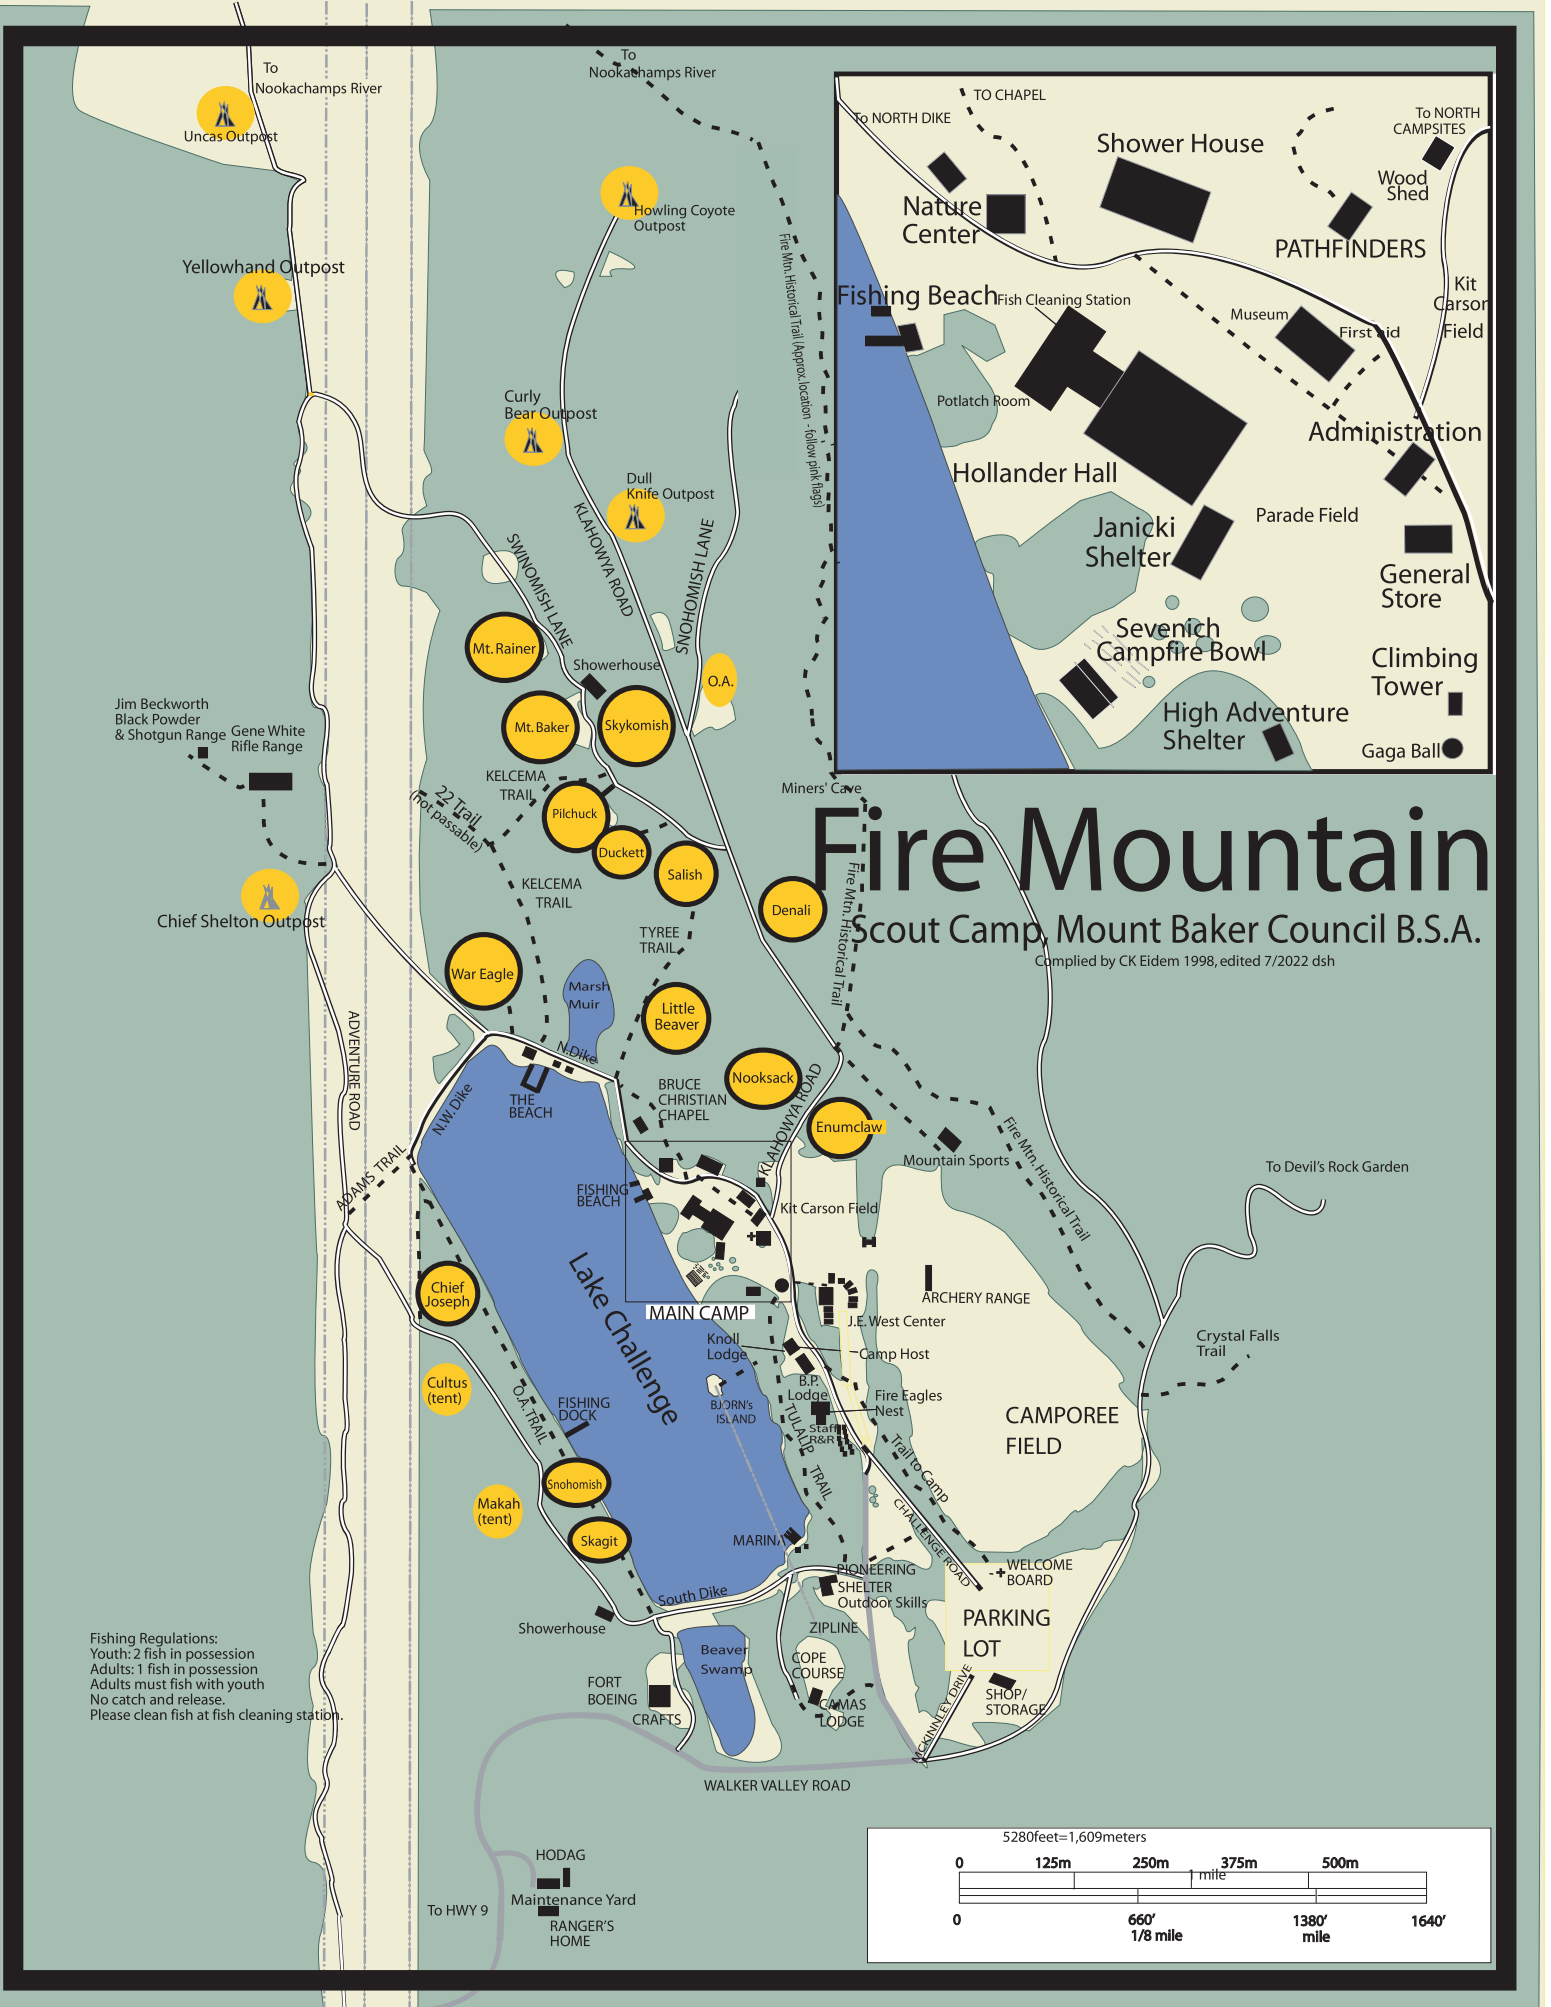 To
Nookachamps River
Uncas Outpost
To
Nookachamps River
Howling Coyote
Outpost
Yellowhand Outpost
Curly
Bear Outpost
Dull
Knife Outpost
KLAHOWYA ROAD
SWINOMISH LANE
SNOHOMISH LANE
Fire Mtn. Historical Trail (Approx. location - follow pink flags)
TO CHAPEL
To NORTH DIKE
To NORTH
CAMPSITES
Shower House
Wood
Shed
Nature
Center
PATHFINDERS
Kit
Carson
Field
Fishing Beach
Fish Cleaning Station
Museum
First aid
Potlatch Room
Administration
Hollander Hall
Parade Field
Janicki
Shelter
General
Store
Sevenich
Campfire Bowl
Climbing
Tower
High Adventure
Shelter
Gaga Ball
Mt. Rainer
Showerhouse
O.A.
Mt. Baker
Skykomish
Jim Beckworth
Black Powder
& Shotgun Range
Gene White
Rifle Range
KELCEMA
TRAIL
22 Trail
(not passable)
Pilchuck
Duckett
Salish
Miners' Cave
Fire Mountain
Scout Camp, Mount Baker Council B.S.A.
Complied by CK Eidem 1998, edited 7/2022 dsh
KELCEMA
TRAIL
Denali
Chief Shelton Outpost
TYREE
TRAIL
Fire Mtn. Historical Trail
War Eagle
Marsh
Muir
Little
Beaver
ADVENTURE ROAD
N.Dike
Nooksack
KLAHOWYA ROAD
BRUCE
CHRISTIAN
CHAPEL
THE
BEACH
N.W. Dike
Enumclaw
Mountain Sports
Fire Mtn. Historical Trail
To Devil's Rock Garden
ADAMS TRAIL
FISHING
BEACH
Kit Carson Field
Chief
Joseph
Lake Challenge
MAIN CAMP
ARCHERY RANGE
J.E. West Center
Knoll
Lodge
Camp Host
Crystal Falls
Trail
Cultus
(tent)
B.P.
Lodge
Fire Eagles
Nest
O.A. TRAIL
FISHING
DOCK
BJORN's
ISLAND
TULALIP TRAIL
Staff
R&R
CAMPOREE
FIELD
Trail to Camp
Snohomish
Makah
(tent)
Skagit
MARINA
CHALLENGE ROAD
PIONEERING
SHELTER
Outdoor Skills
WELCOME
BOARD
South Dike
Showerhouse
ZIPLINE
PARKING
LOT
Fishing Regulations:
Youth: 2 fish in possession
Adults: 1 fish in possession
Adults must fish with youth
No catch and release.
Please clean fish at fish cleaning station.
Beaver
Swamp
COPE
COURSE
FORT
BOEING
CRAFTS
CAMAS
LODGE
MCKINNLEY DRIVE
SHOP/
STORAGE
WALKER VALLEY ROAD
HODAG
Maintenance Yard
To HWY 9
RANGER'S
HOME
5280feet=1,609meters
0 125m 250m 375m 500m
1 mile
0 660' 1380' 1640'
1/8 mile mile